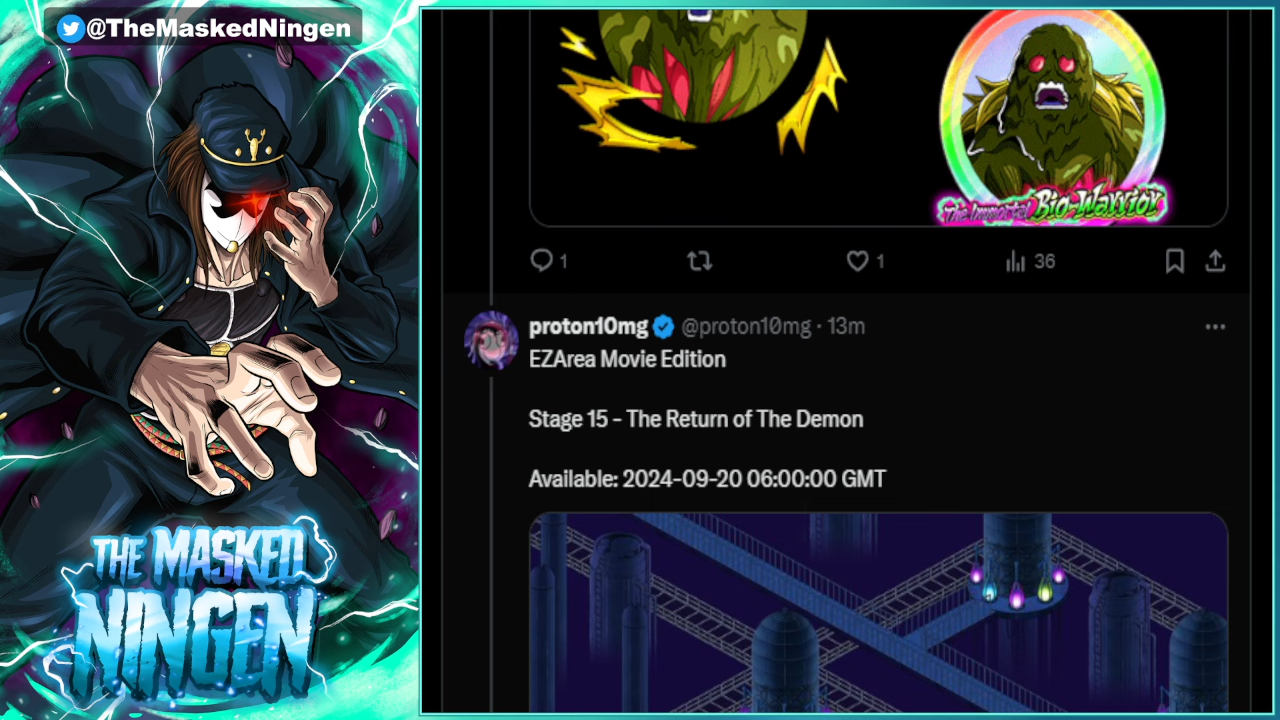 @TheMaskedNingen
THE MASKED
NINGEN
The Immortal Bio-Warrior
1
1
36
proton10mg @proton10mg · 13m
EZArea Movie Edition
Stage 15 - The Return of The Demon
Available: 2024-09-20 06:00:00 GMT